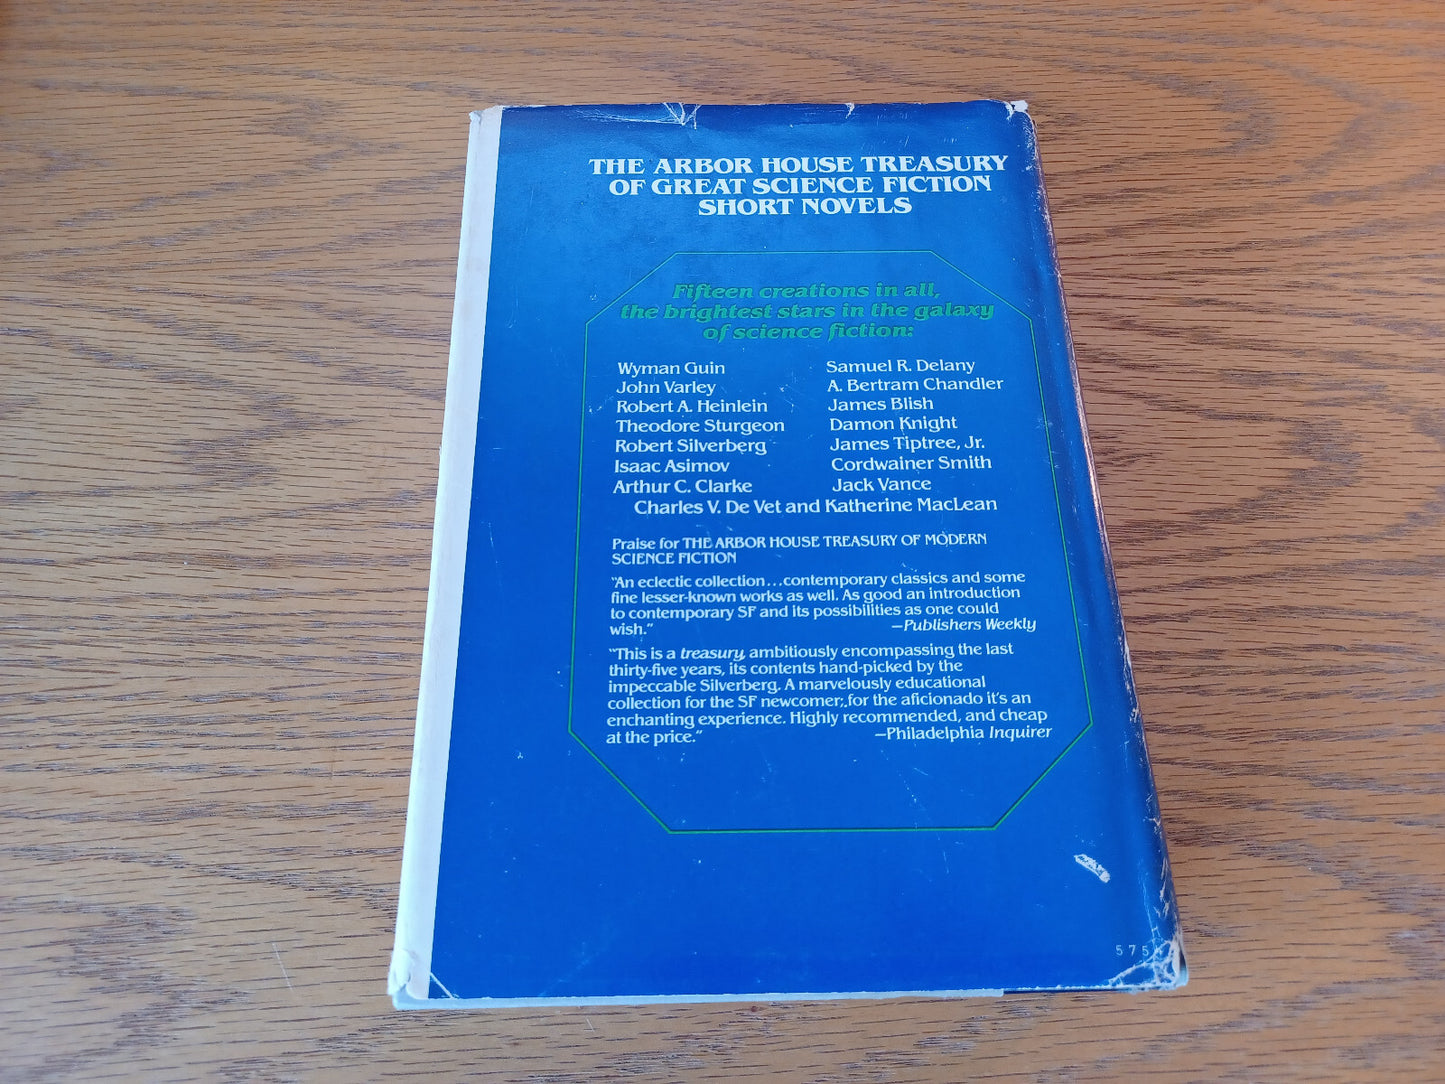 THE ARBOR HOUSE TREASURY
OF GREAT SCIENCE FICTION
SHORT NOVELS
Fifteen creations in all,
the brightest stars in the galaxy
of science fiction:
Wyman Guin
John Varley
Robert A. Heinlein
Theodore Sturgeon
Robert Silverberg
Isaac Asimov
Arthur C. Clarke
Samuel R. Delany
A. Bertram Chandler
James Blish
Damon Knight
James Tiptree, Jr.
Cordwainer Smith
Jack Vance
Charles V. De Vet and Katherine MacLean
Praise for THE ARBOR HOUSE TREASURY OF MODERN
SCIENCE FICTION
"An eclectic collection...contemporary classics and some
fine lesser-known works as well. As good an introduction
to contemporary SF and its possibilities as one could
wish." —Publishers Weekly
"This is a treasury, ambitiously encompassing the last
thirty-five years, its contents hand-picked by the
impeccable Silverberg. A marvelously educational
collection for the SF newcomer; for the aficionado it's an
enchanting experience. Highly recommended, and cheap
at the price." —Philadelphia Inquirer
575